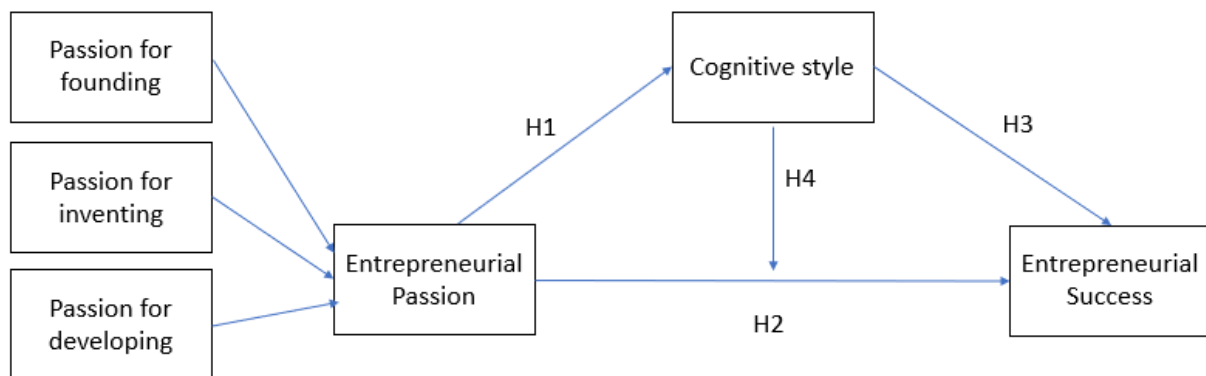 Passion for
founding
Passion for
inventing
Passion for
developing
Entrepreneurial
Passion
H1
Cognitive style
H4
H3
H2
Entrepreneurial
Success